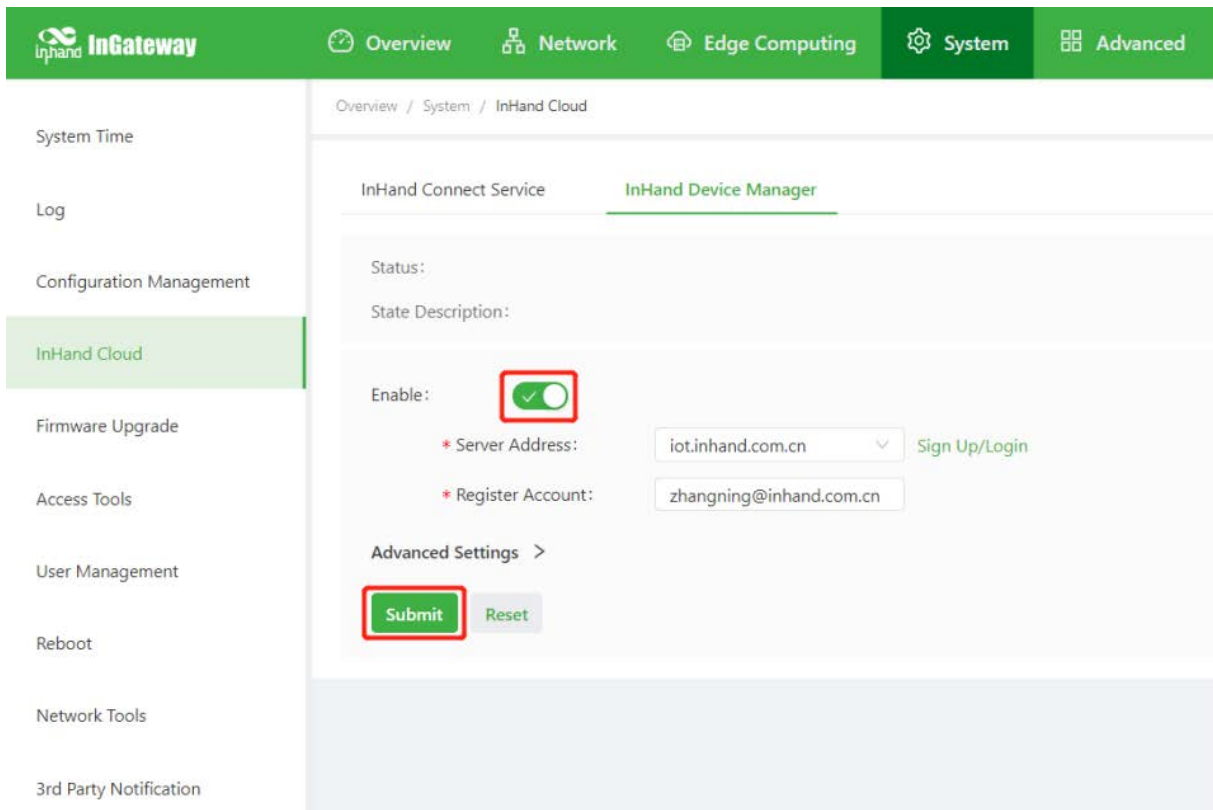 inhand InGateway
Overview Network Edge Computing System Advanced
Overview / System / InHand Cloud
System Time
Log
Configuration Management
InHand Cloud
Firmware Upgrade
Access Tools
User Management
Reboot
Network Tools
3rd Party Notification
InHand Connect Service InHand Device Manager
Status:
State Description:
Enable:
* Server Address: iot.inhand.com.cn Sign Up/Login
* Register Account: zhangning@inhand.com.cn
Advanced Settings >
Submit Reset